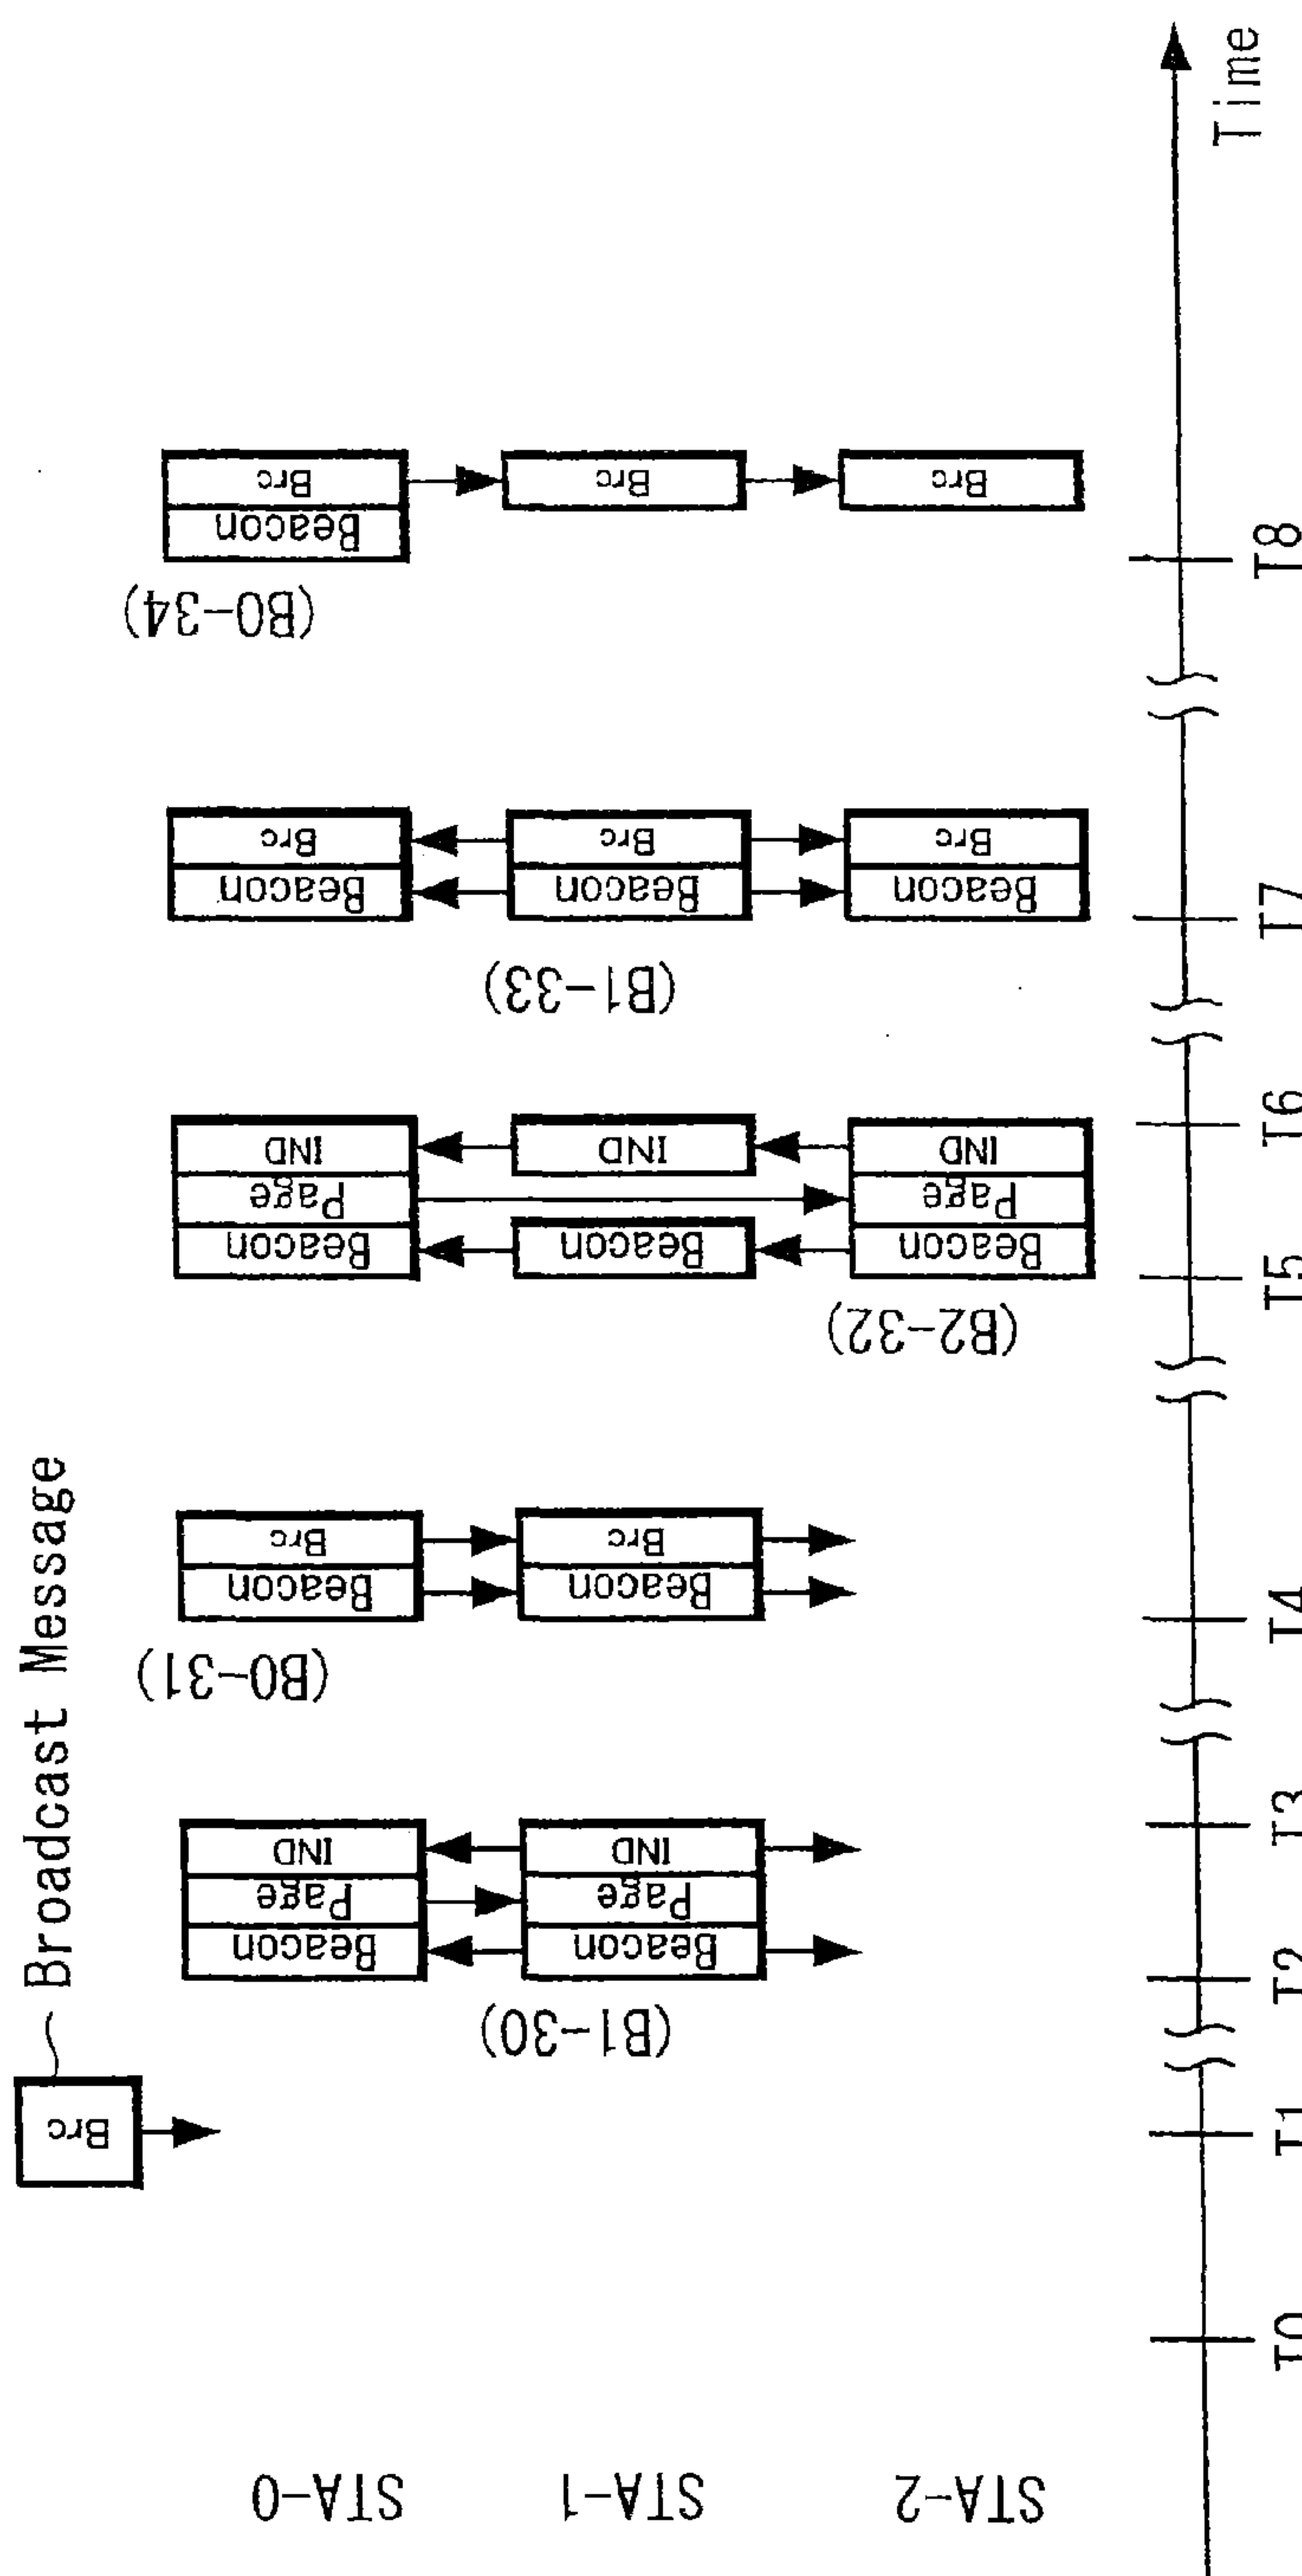 Broadcast Message
Brc
STA-0
STA-1
STA-2
(B1-30)
Beacon
Page
IND
Beacon
Page
IND
(B0-31)
Beacon
Brc
Beacon
Brc
(B2-32)
Beacon
Page
IND
Beacon
IND
Beacon
Page
IND
(B1-33)
Beacon
Brc
Beacon
Brc
Beacon
Brc
(B0-34)
Beacon
Brc
Brc
Brc
T0
T1
T2
T3
T4
T5
T6
T7
T8
Time